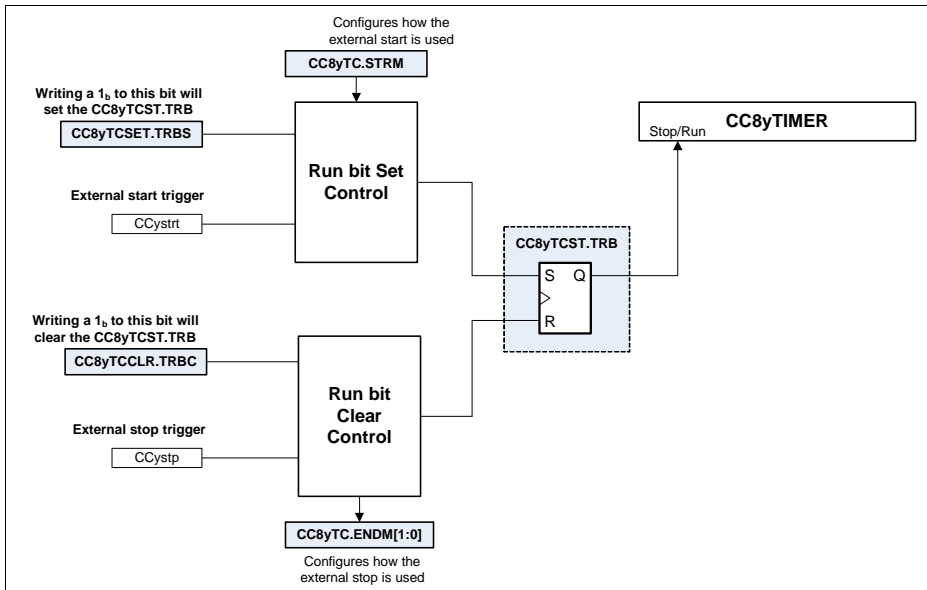 Configures how the
external start is used
CC8yTC.STRM
Writing a 1b to this bit will
set the CC8yTCST.TRB
CC8yTCSET.TRBS
Run bit Set
Control
External start trigger
CCystrt
CC8yTIMER
Stop/Run
CC8yTCST.TRB
S Q
R
Writing a 1b to this bit will
clear the CC8yTCST.TRB
CC8yTCCLR.TRBC
Run bit
Clear
Control
External stop trigger
CCystp
CC8yTC.ENDM[1:0]
Configures how the
external stop is used